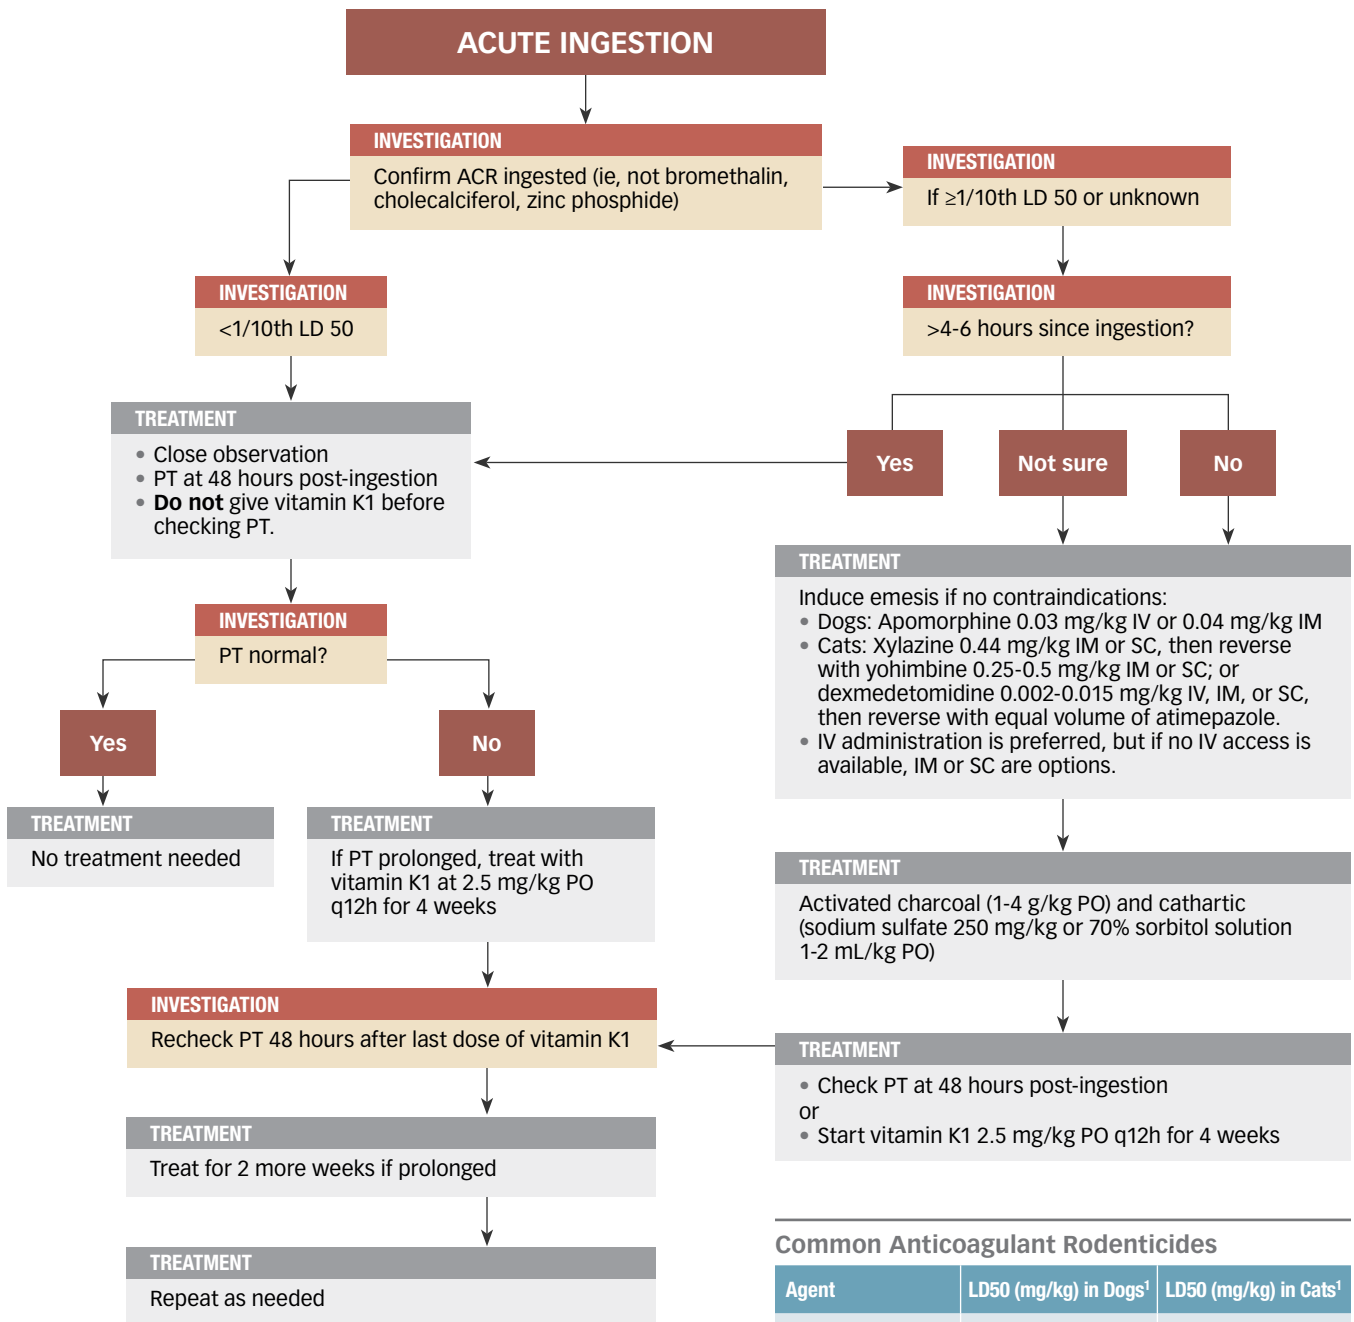 ACUTE INGESTION
INVESTIGATION
Confirm ACR ingested (ie, not bromethalin,
cholecalciferol, zinc phosphide)
INVESTIGATION
If ≥1/10th LD 50 or unknown
INVESTIGATION
<1/10th LD 50
INVESTIGATION
>4-6 hours since ingestion?
TREATMENT
• Close observation
• PT at 48 hours post-ingestion
• Do not give vitamin K1 before
checking PT.
Yes
Not sure
No
INVESTIGATION
PT normal?
TREATMENT
Induce emesis if no contraindications:
• Dogs: Apomorphine 0.03 mg/kg IV or 0.04 mg/kg IM
• Cats: Xylazine 0.44 mg/kg IM or SC, then reverse
with yohimbine 0.25-0.5 mg/kg IM or SC; or
dexmedetomidine 0.002-0.015 mg/kg IV, IM, or SC,
then reverse with equal volume of atimepazole.
• IV administration is preferred, but if no IV access is
available, IM or SC are options.
Yes
No
TREATMENT
No treatment needed
TREATMENT
If PT prolonged, treat with
vitamin K1 at 2.5 mg/kg PO
q12h for 4 weeks
TREATMENT
Activated charcoal (1-4 g/kg PO) and cathartic
(sodium sulfate 250 mg/kg or 70% sorbitol solution
1-2 mL/kg PO)
INVESTIGATION
Recheck PT 48 hours after last dose of vitamin K1
TREATMENT
• Check PT at 48 hours post-ingestion
or
• Start vitamin K1 2.5 mg/kg PO q12h for 4 weeks
TREATMENT
Treat for 2 more weeks if prolonged
TREATMENT
Repeat as needed
Common Anticoagulant Rodenticides
Agent
LD50 (mg/kg) in Dogs¹
LD50 (mg/kg) in Cats¹